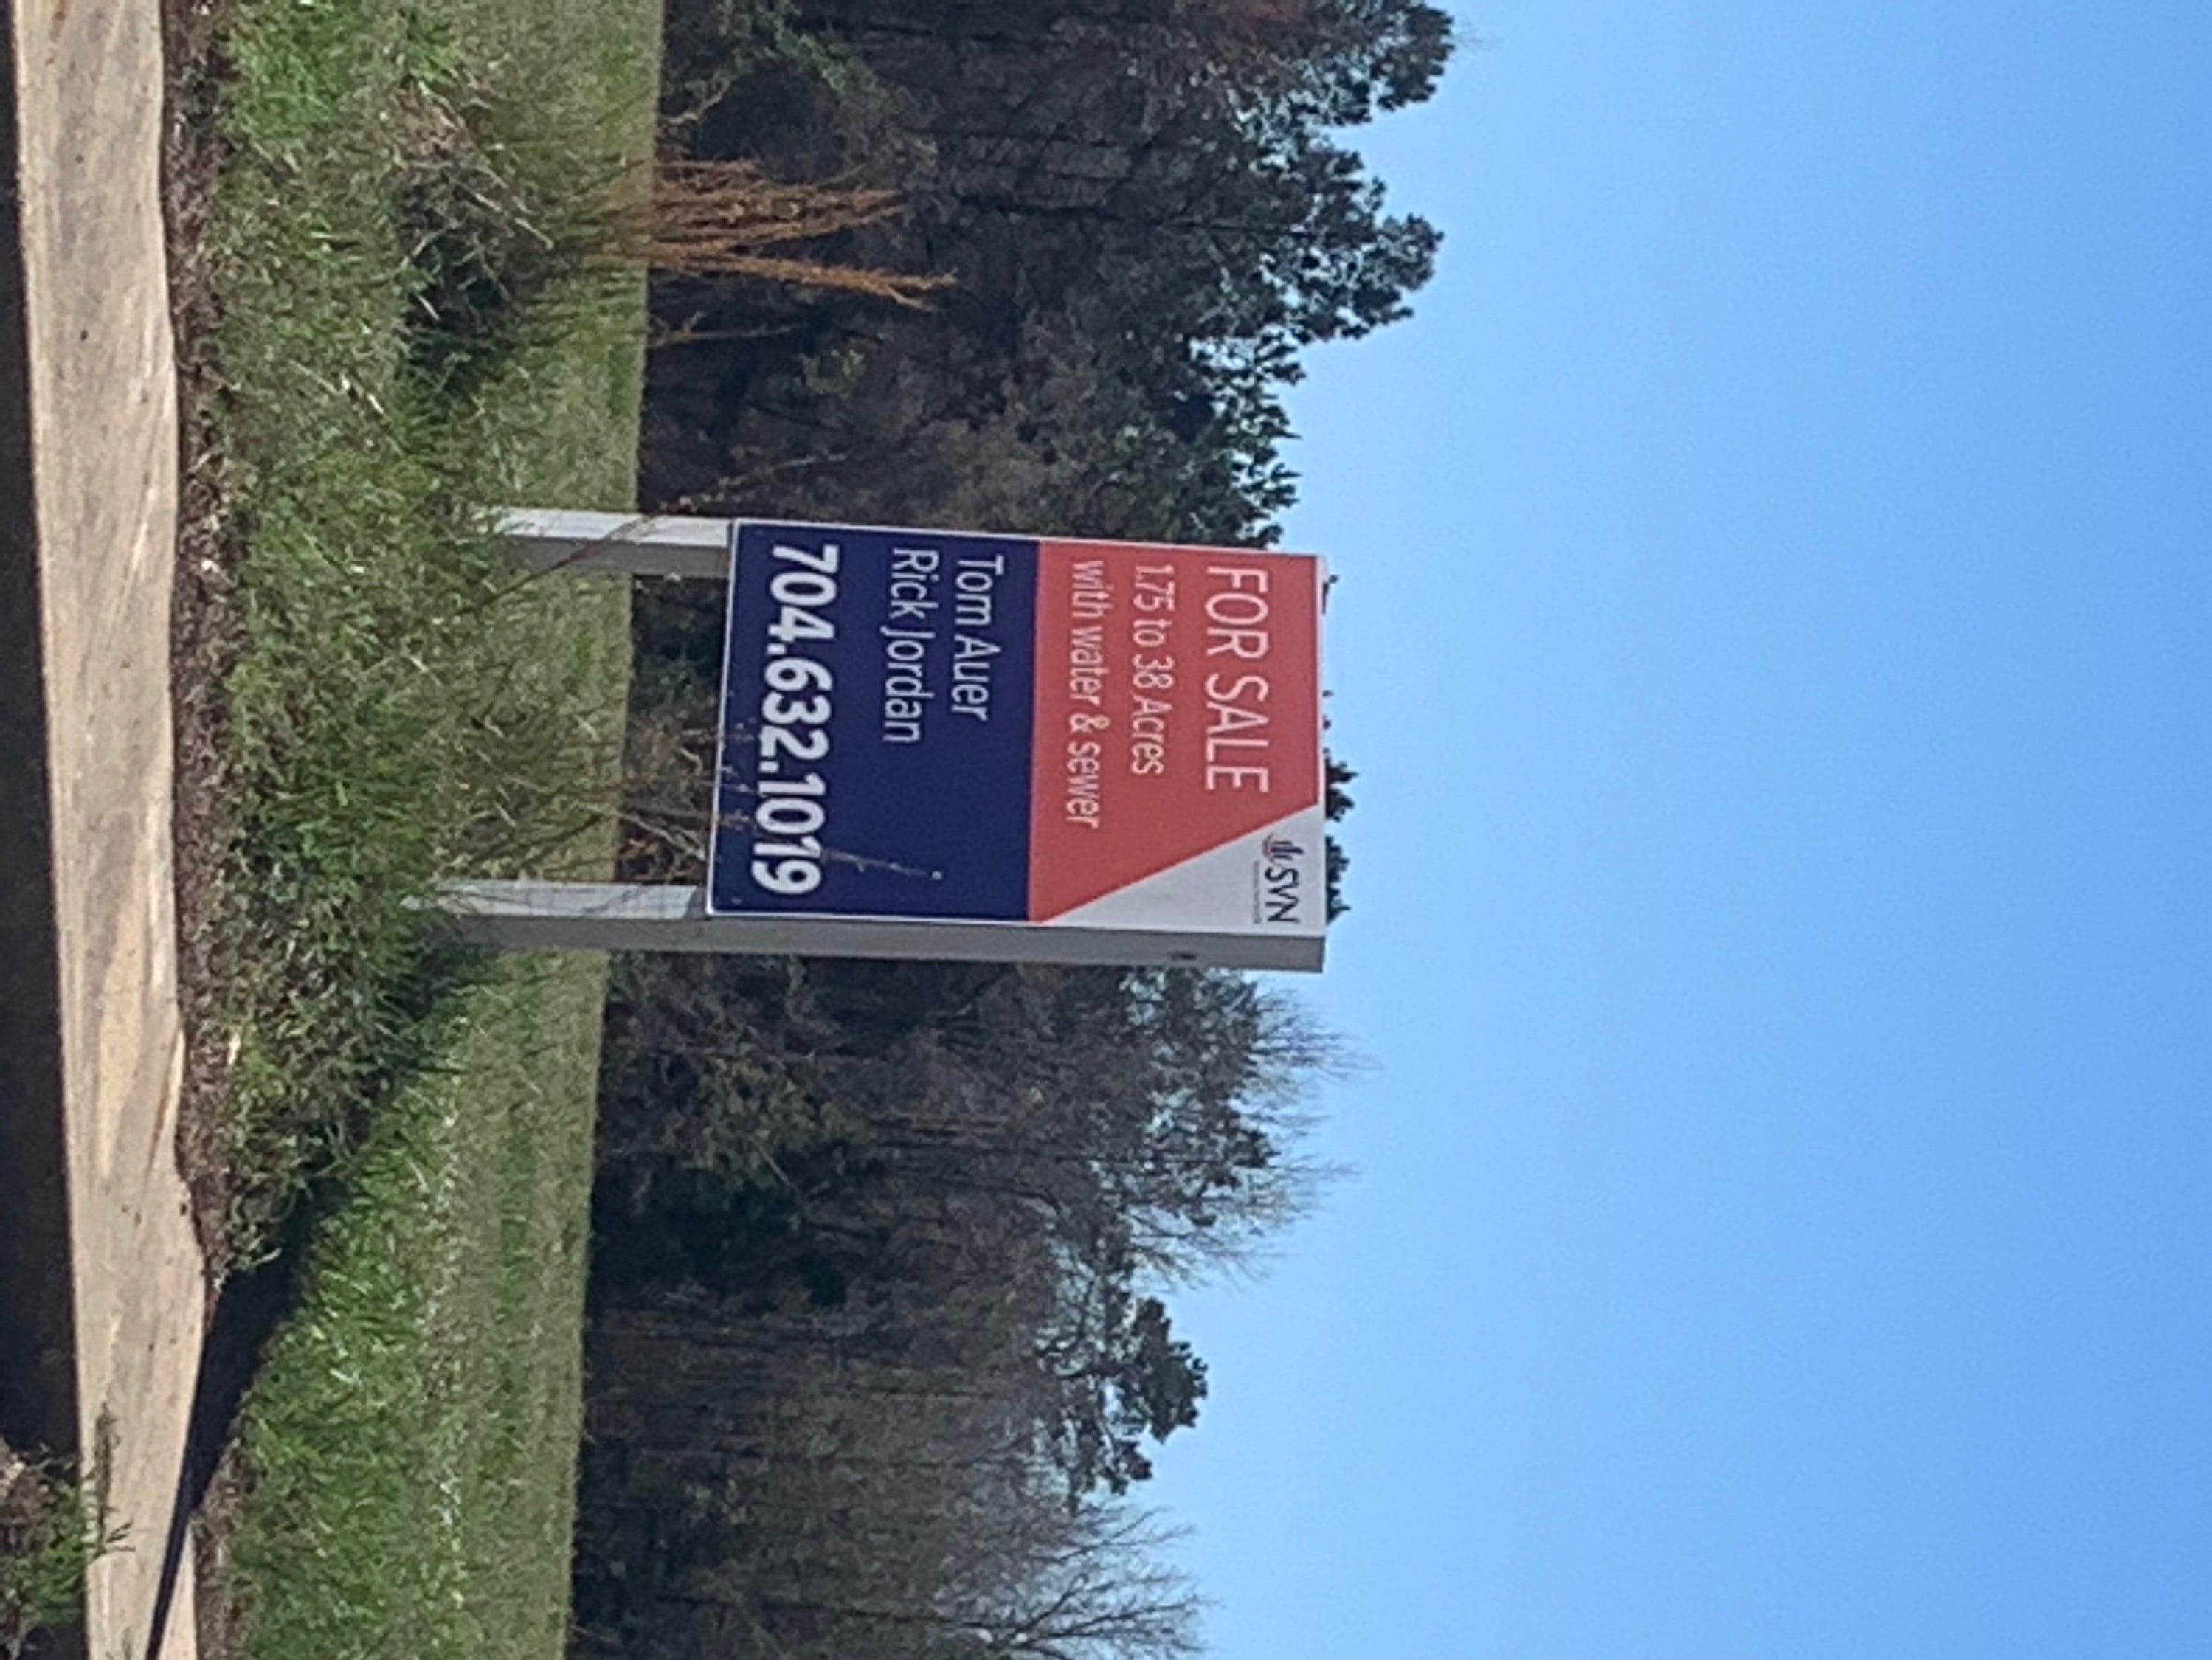 SVN
FOR SALE
1.75 to 38 Acres
with water & sewer
Tom Auer
Rick Jordan
704.632.1019